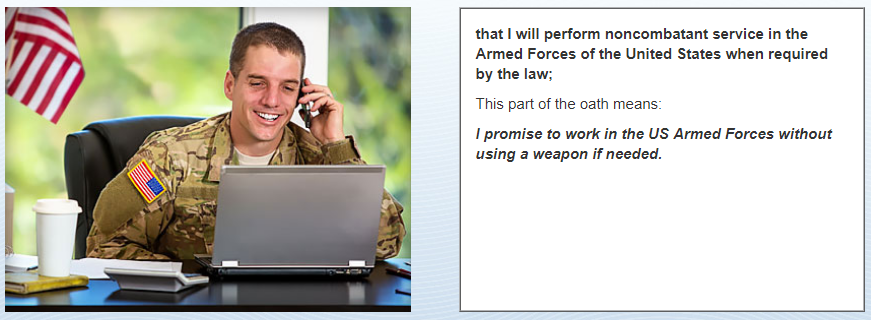 that I will perform noncombatant service in the
Armed Forces of the United States when required
by the law;
This part of the oath means:
I promise to work in the US Armed Forces without
using a weapon if needed.